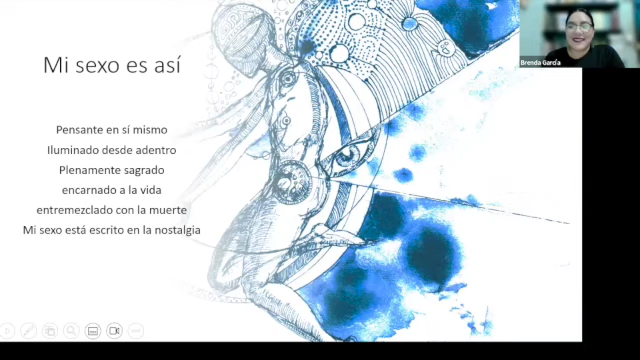 Mi sexo es así
Pensante en sí mismo
Iluminado desde adentro
Plenamente sagrado
encarnado a la vida
entremezclado con la muerte
Mi sexo está escrito en la nostalgia
Brenda García